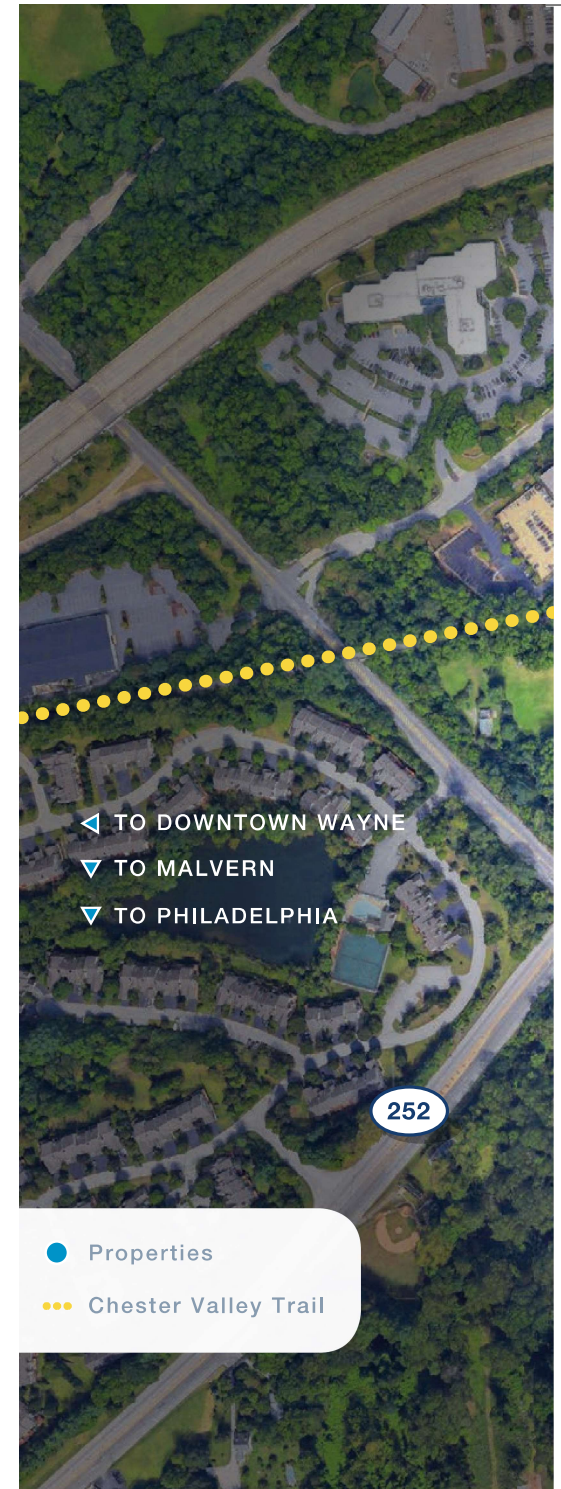 TO DOWNTOWN WAYNE
TO MALVERN
TO PHILADELPHIA
252
Properties
Chester Valley Trail